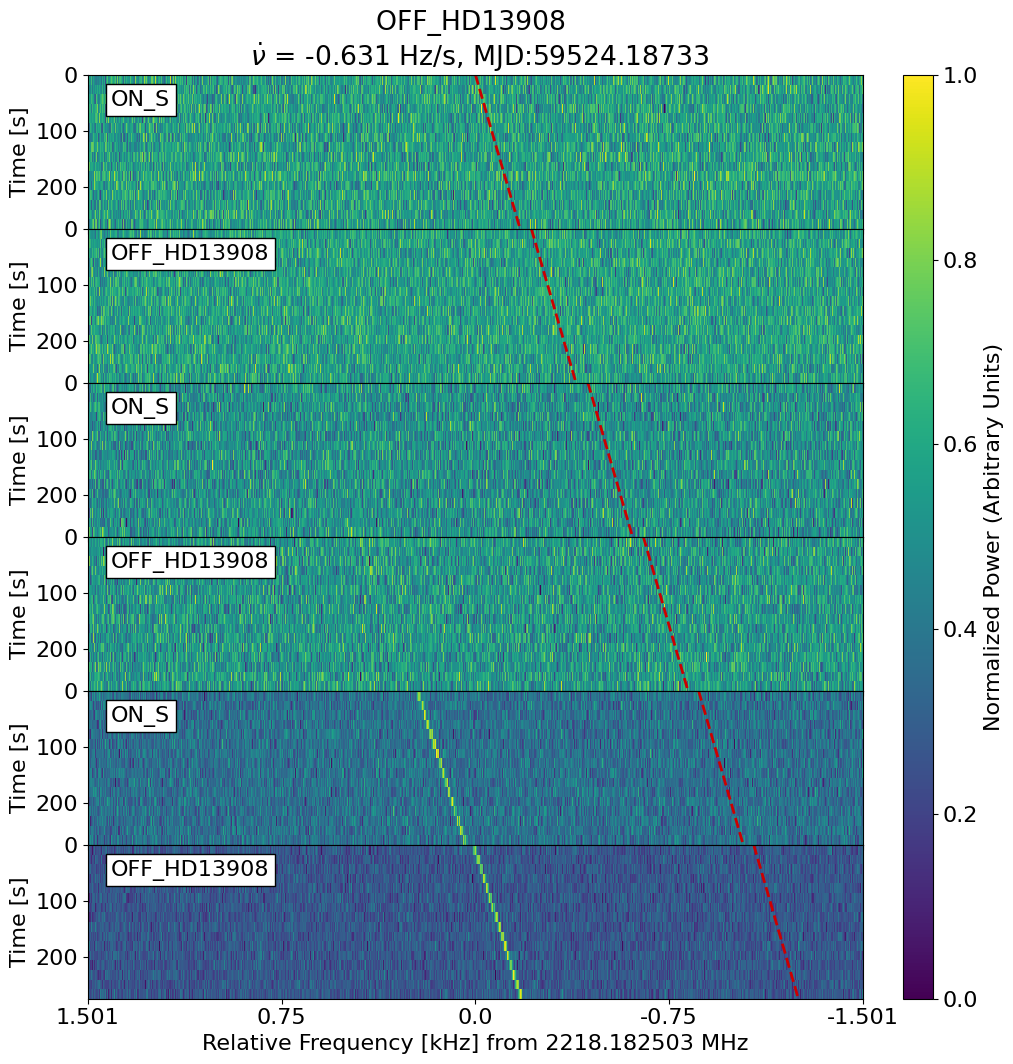 OFF_HD13908
ν̇ = -0.631 Hz/s, MJD:59524.18733
0
ON_S
100
Time [s]
200
0
OFF_HD13908
100
Time [s]
200
0
ON_S
100
Time [s]
200
0
OFF_HD13908
100
Time [s]
200
0
ON_S
100
Time [s]
200
0
OFF_HD13908
100
Time [s]
200
1.501 0.75 0.0 -0.75 -1.501
Relative Frequency [kHz] from 2218.182503 MHz
1.0
0.8
0.6
0.4
0.2
0.0
Normalized Power (Arbitrary Units)